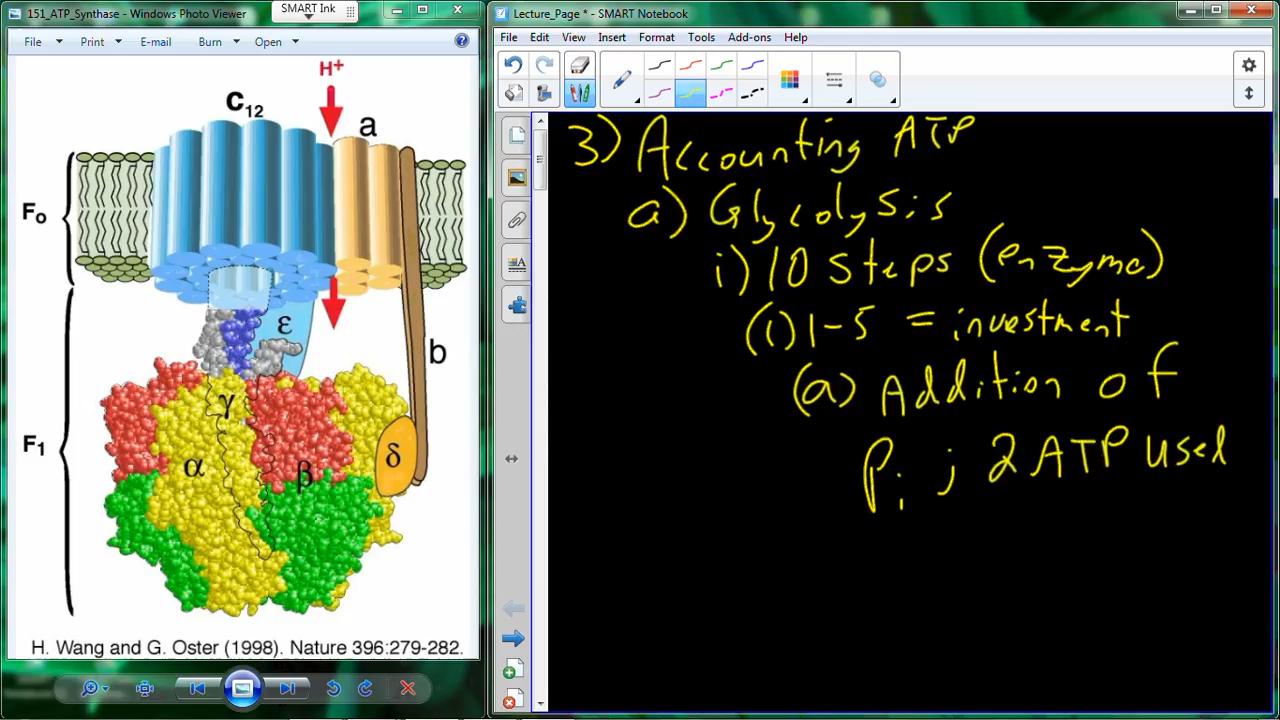 151_ATP_Synthase - Windows Photo Viewer
SMART Ink
File Print E-mail Burn Open
H+
c12
a
Fo
ε
b
F1
γ
α
β
δ
H. Wang and G. Oster (1998). Nature 396:279-282.
Lecture_Page * - SMART Notebook
File Edit View Insert Format Tools Add-ons Help
3) Accounting ATP
a) Glycolysis
i) 10 steps (enzyme)
(1) 1-5 = investment
(a) Addition of
Pi ; 2 ATP used